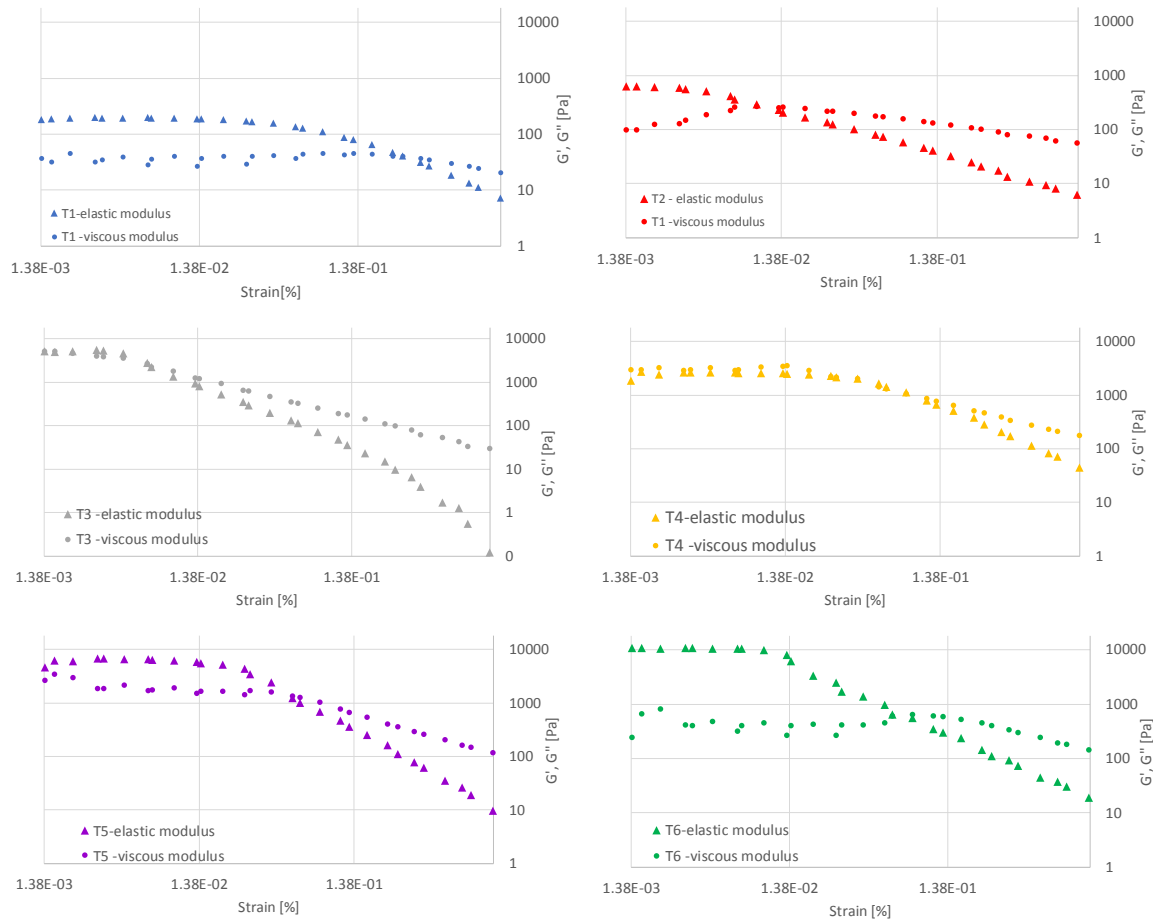 10000
1000
100
10
1
G', G'' [Pa]
T1-elastic modulus
T1 -viscous modulus
1.38E-03
1.38E-02
1.38E-01
Strain[%]
10000
1000
100
10
1
G', G'' [Pa]
T2 - elastic modulus
T1 -viscous modulus
1.38E-03
1.38E-02
1.38E-01
Strain [%]
10000
1000
100
10
1
0
G', G'' [Pa]
T3 -elastic modulus
T3 -viscous modulus
1.38E-03
1.38E-02
1.38E-01
Strain [%]
10000
1000
100
10
1
G', G'' [Pa]
T4-elastic modulus
T4 -viscous modulus
1.38E-03
1.38E-02
1.38E-01
Strain [%]
10000
1000
100
10
1
G', G'' [Pa]
T5-elastic modulus
T5 -viscous modulus
1.38E-03
1.38E-02
1.38E-01
Strain [%]
10000
1000
100
10
1
G', G'' [Pa]
T6-elastic modulus
T6 -viscous modulus
1.38E-03
1.38E-02
1.38E-01
Strain [%]